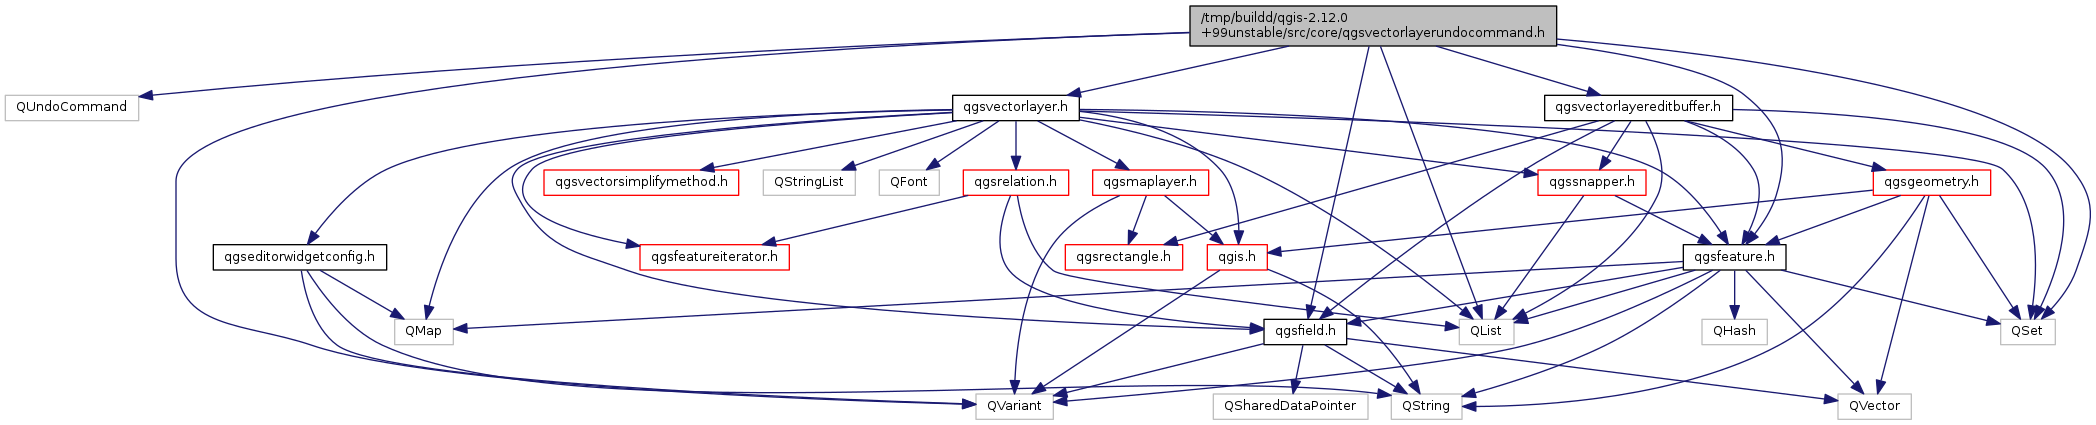 /tmp/buildd/qgis-2.12.0
+99unstable/src/core/qgsvectorlayerundocommand.h
QUndoCommand
qgsvectorlayer.h
qgsvectorlayereditbuffer.h
qgsvectorsimplifymethod.h
QStringList
QFont
qgsrelation.h
qgsmaplayer.h
qgssnapper.h
qgsgeometry.h
qgseditorwidgetconfig.h
qgsfeatureiterator.h
qgsrectangle.h
qgis.h
qgsfeature.h
QMap
qgsfield.h
QList
QHash
QSet
QVariant
QSharedDataPointer
QString
QVector